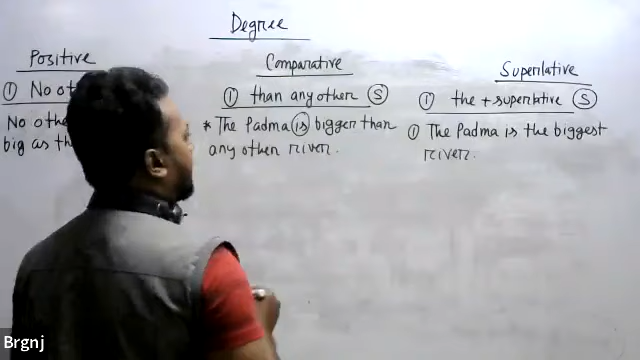 Degree
Positive
① No ot
No othe
big as th
Comparative
① than any other Ⓢ
* The Padma is bigger than
any other river.
Superlative
① the + superlative Ⓢ
① The Padma is the biggest
river.
Brgnj